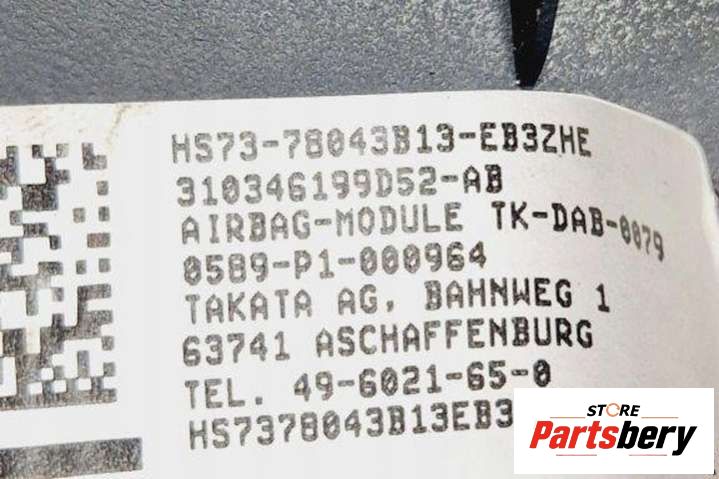 HS73-78043B13-EB3ZHE
310346199D52-AB
AIRBAG-MODULE TK-DAB-0079
0589-P1-000964
TAKATA AG, BAHNWEG 1
63741 ASCHAFFENBURG
TEL. 49-6021-65-0
HS7378043B13EB3
STORE
Partsbery